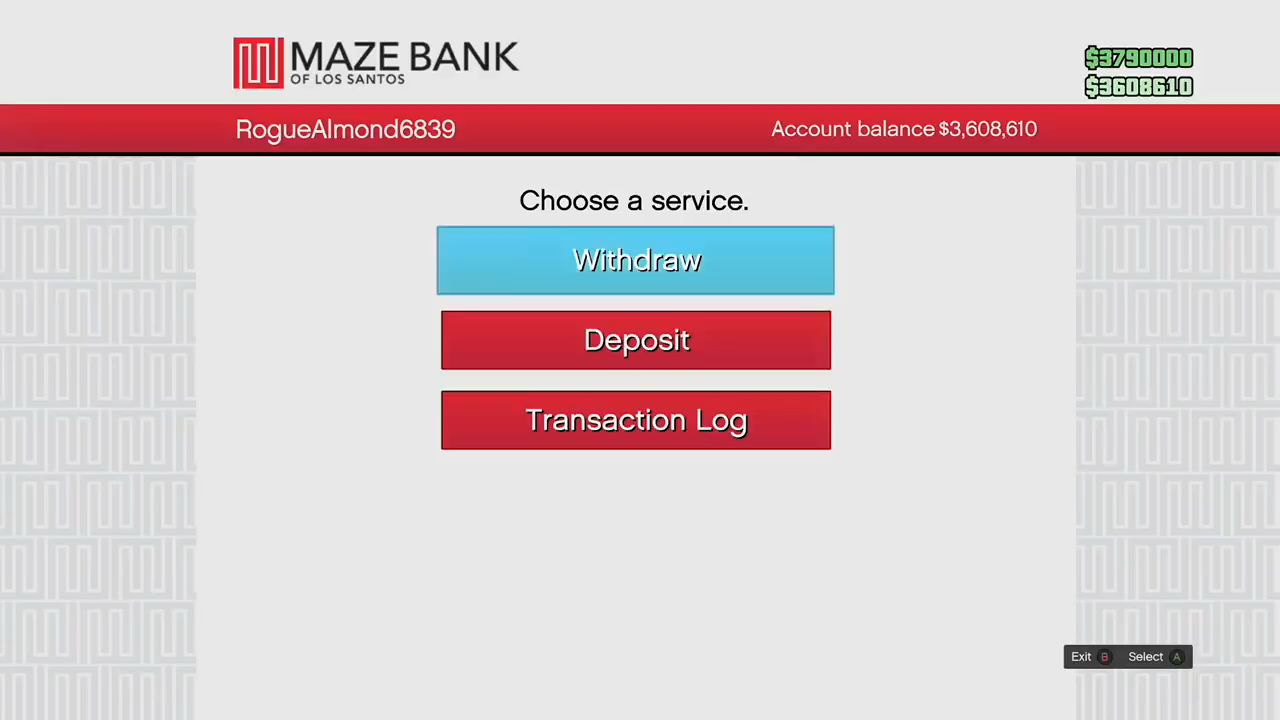 MAZE BANK
OF LOS SANTOS
$3790000
$3608610
RogueAlmond6839
Account balance $3,608,610
Choose a service.
Withdraw
Deposit
Transaction Log
Exit B Select A